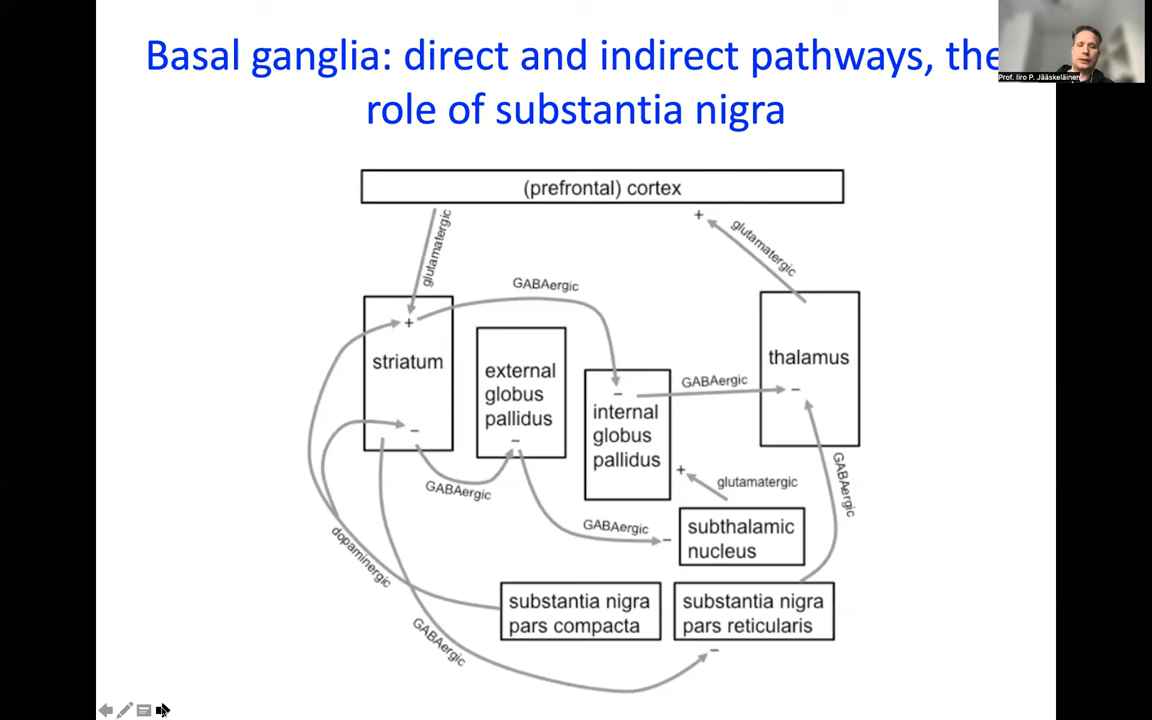 Basal ganglia: direct and indirect pathways, the
role of substantia nigra
Prof. Iiro P. Jääskeläinen
(prefrontal) cortex
glutamatergic
+
glutamatergic
GABAergic
+
striatum
external
globus
pallidus
-
thalamus
GABAergic
-
-
internal
globus
pallidus
-
GABAergic
+
glutamatergic
GABAergic
GABAergic
-
subthalamic
nucleus
dopaminergic
substantia nigra
pars compacta
substantia nigra
pars reticularis
GABAergic
-